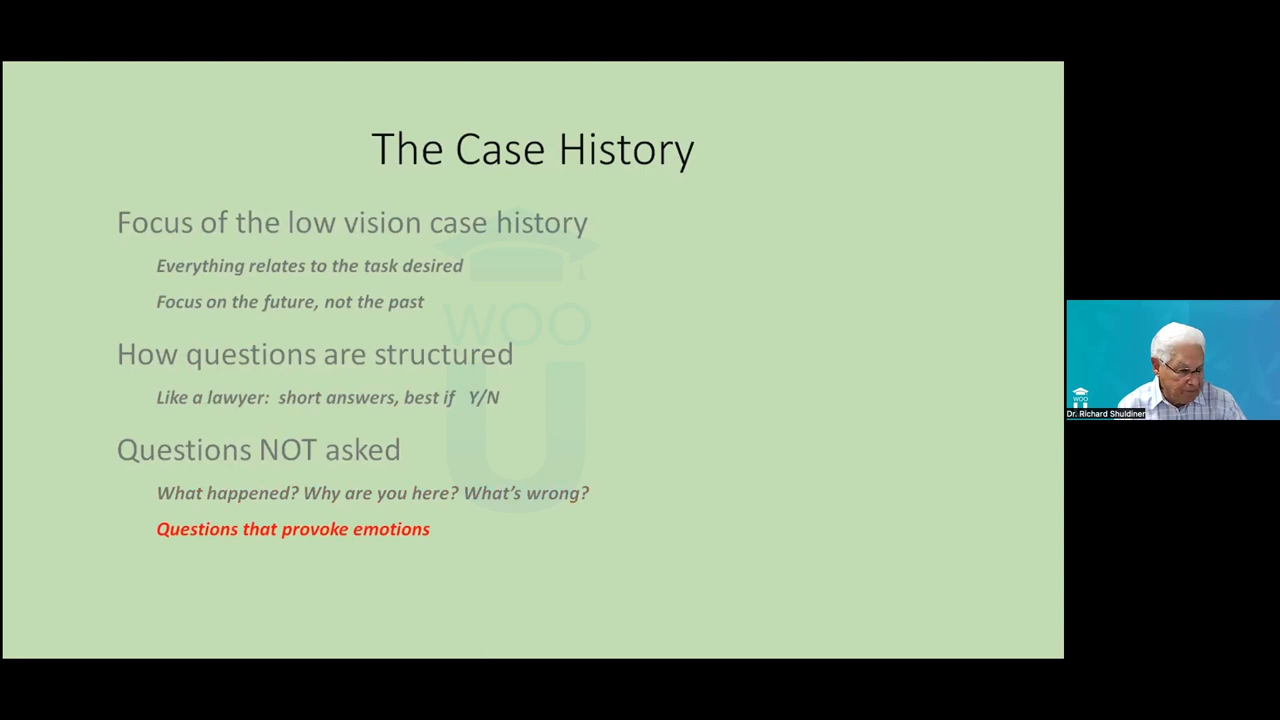 The Case History
Focus of the low vision case history
Everything relates to the task desired
Focus on the future, not the past
How questions are structured
Like a lawyer: short answers, best if Y/N
Questions NOT asked
What happened? Why are you here? What's wrong?
Questions that provoke emotions
WOO
U
WOO
U
Dr. Richard Shuldiner